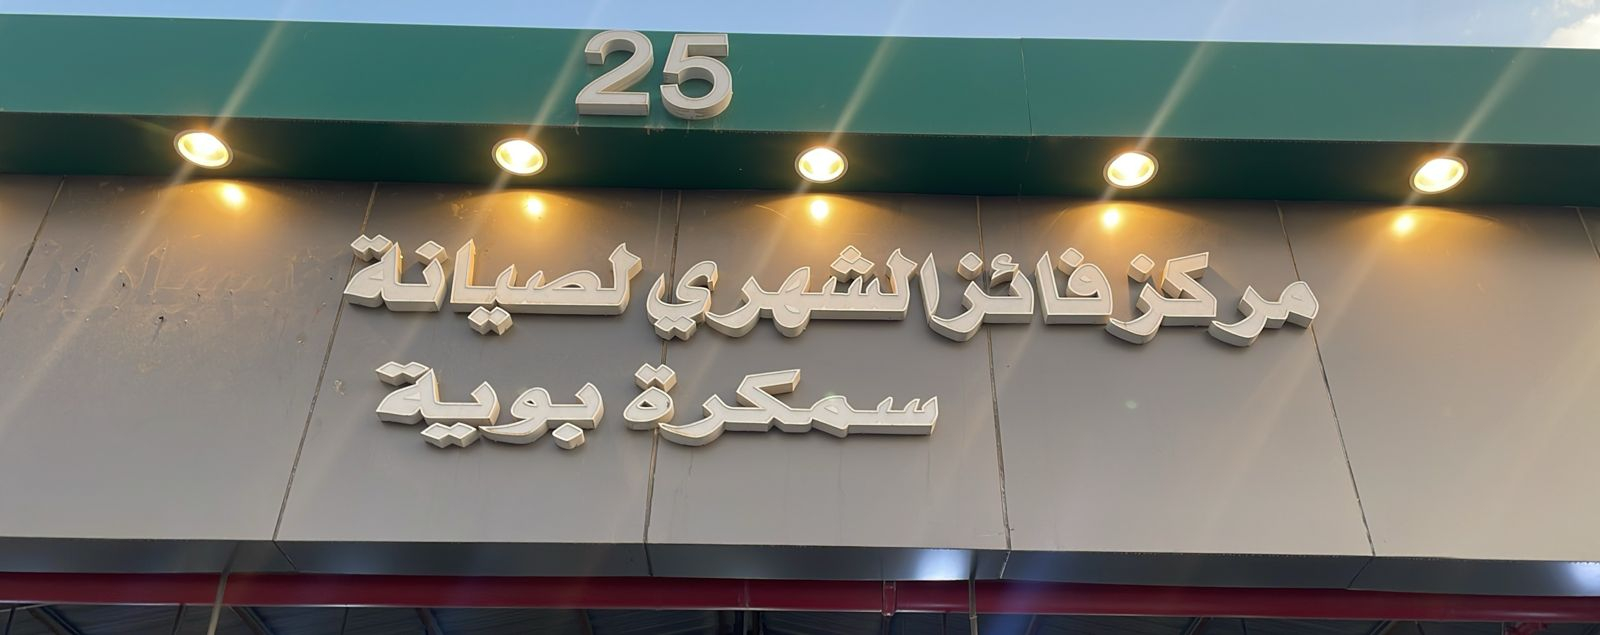 25
مركز فائز الشهري لصيانة
سمكرة بوية